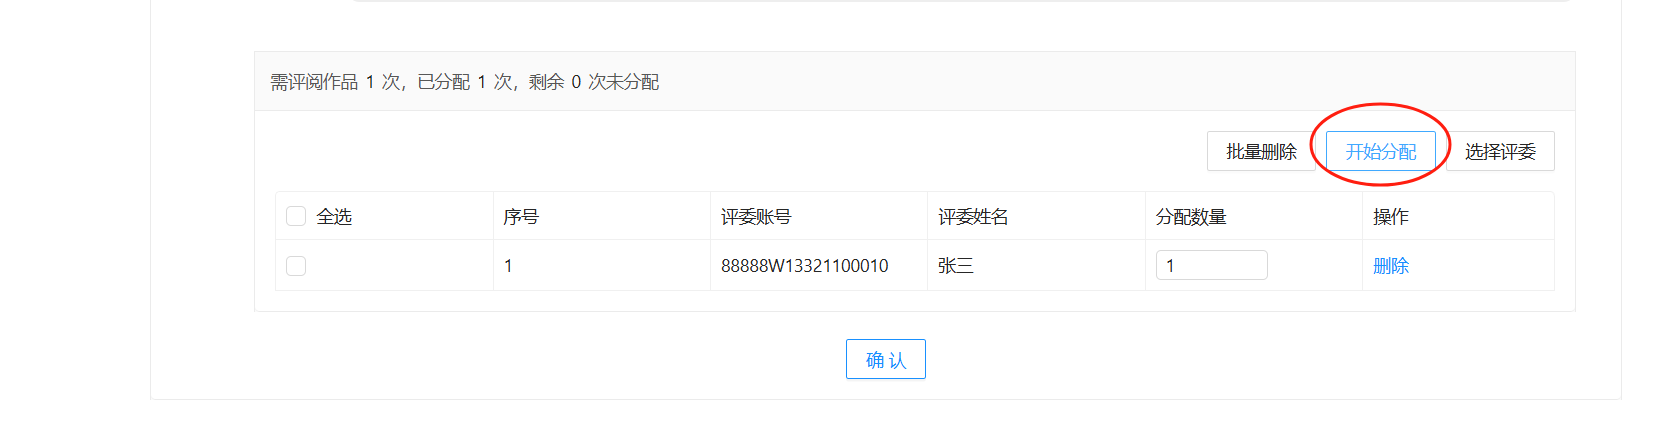 需评阅作品 1 次，已分配 1 次，剩余 0 次未分配
批量删除 开始分配 选择评委
全选 序号 评委账号 评委姓名 分配数量 操作
1 88888W13321100010 张三 1 删除
确 认